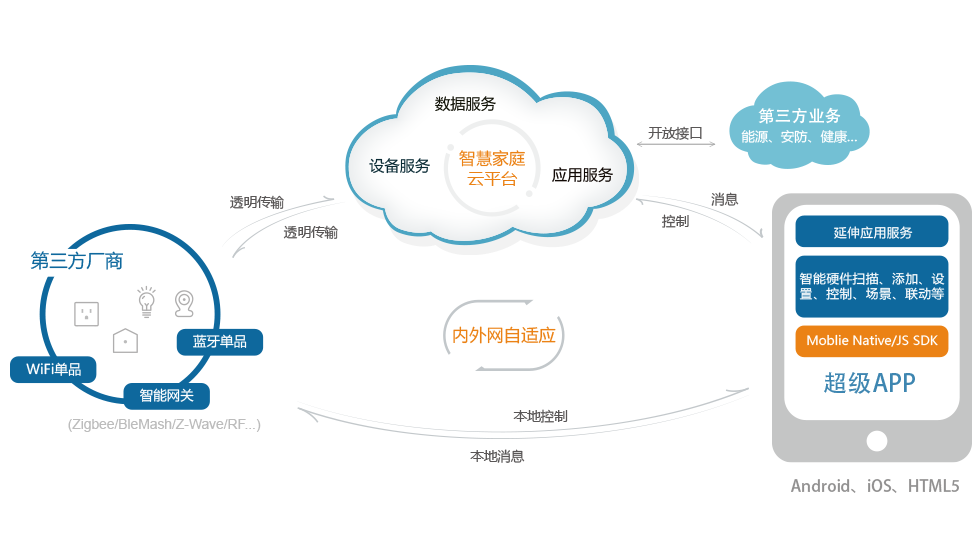 数据服务
设备服务
智慧家庭
云平台
应用服务
开放接口
第三方业务
能源、安防、健康...
透明传输
透明传输
消息
控制
第三方厂商
WiFi单品
蓝牙单品
智能网关
(Zigbee/BleMash/Z-Wave/RF...)
内外网自适应
本地控制
本地消息
延伸应用服务
智能硬件扫描、添加、设
置、控制、场景、联动等
Moblie Native/JS SDK
超级APP
Android、iOS、HTML5